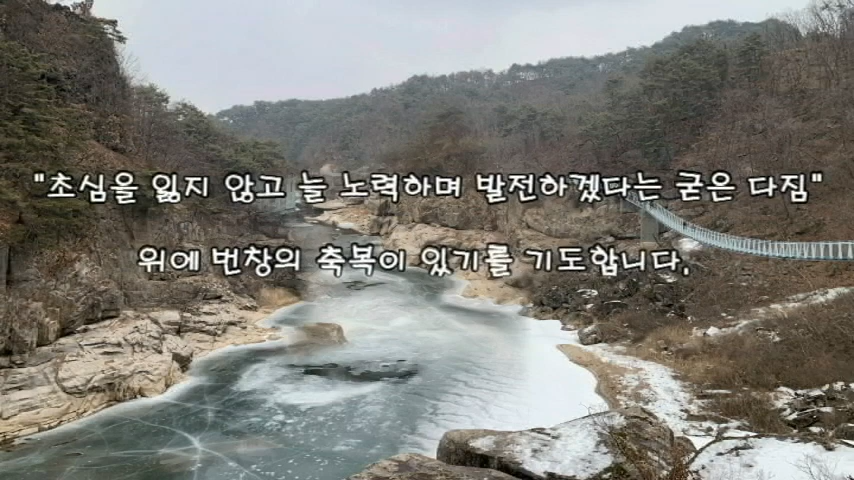 "초심을 잃지 않고 늘 노력하며 발전하겠다는 굳은 다짐"
위에 번창의 축복이 있기를 기도합니다.